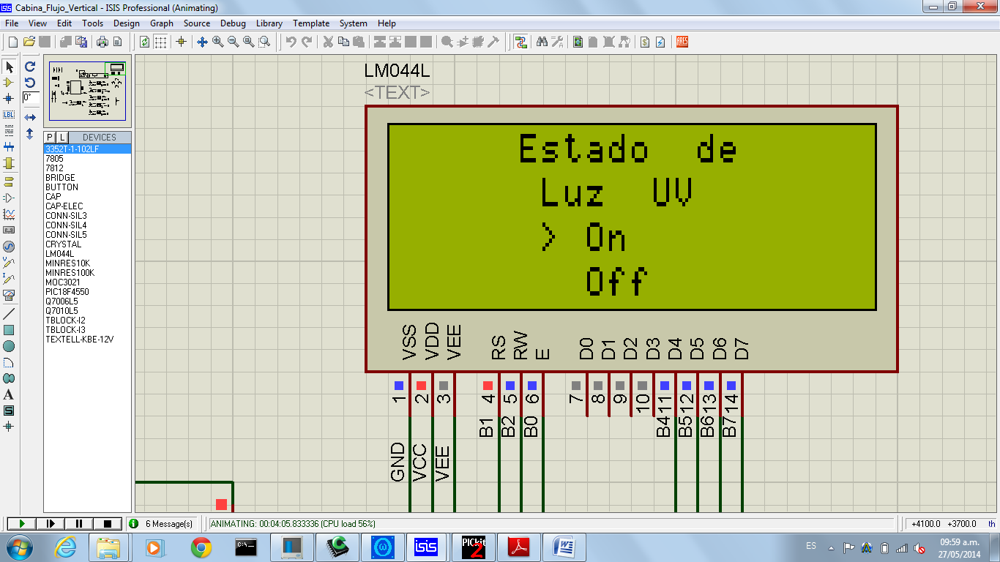 Cabina_Flujo_Vertical - ISIS Professional (Animating)
File View Edit Tools Design Graph Source Debug Library Template System Help
LBL
A
S
0°
P L DEVICES
3352T-1-102LF
7805
7812
BRIDGE
BUTTON
CAP
CAP-ELEC
CONN-SIL3
CONN-SIL4
CONN-SIL5
CRYSTAL
LM044L
MINRES10K
MINRES100K
MOC3021
PIC18F4550
Q7006L5
Q7010L5
TBLOCK-I2
TBLOCK-I3
TEXTELL-KBE-12V
LM044L
<TEXT>
Estado de
Luz UV
> On
Off
VSS VDD VEE RS RW E D0 D1 D2 D3 D4 D5 D6 D7
1 2 3 4 5 6 7 8 9 10 11 12 13 14
B1 B2 B0 B4 B5 B6 B7
GND VCC VEE
6 Message(s) ANIMATING: 00:04:05.833336 (CPU load 56%) +4100.0 +3700.0 th
isis PICkit 2 ES 09:59 a.m.
27/05/2014